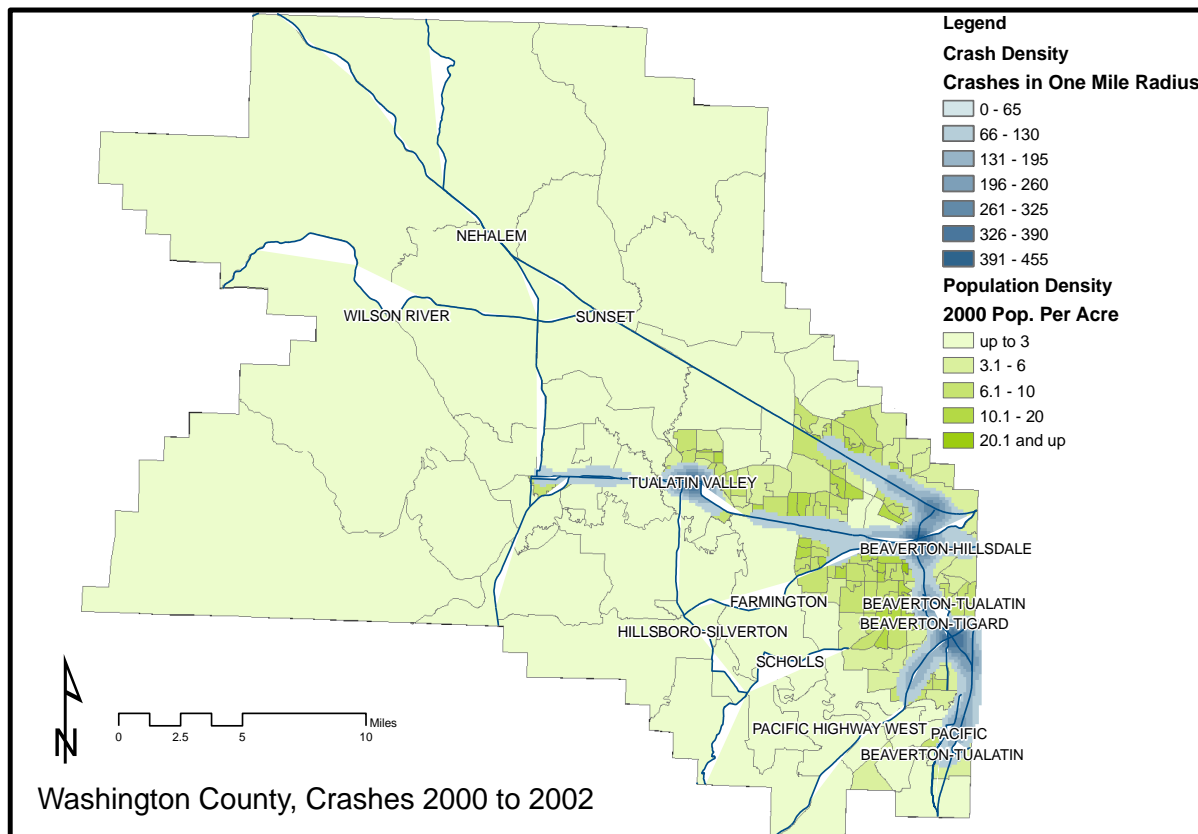 Legend
Crash Density
Crashes in One Mile Radius
0 - 65
66 - 130
131 - 195
196 - 260
261 - 325
326 - 390
391 - 455
Population Density
2000 Pop. Per Acre
up to 3
3.1 - 6
6.1 - 10
10.1 - 20
20.1 and up
NEHALEM
WILSON RIVER
SUNSET
TUALATIN VALLEY
BEAVERTON-HILLSDALE
FARMINGTON
BEAVERTON-TUALATIN
BEAVERTON-TIGARD
HILLSBORO-SILVERTON
SCHOLLS
PACIFIC HIGHWAY WEST
PACIFIC
BEAVERTON-TUALATIN
N
Miles
0 2.5 5 10
Washington County, Crashes 2000 to 2002